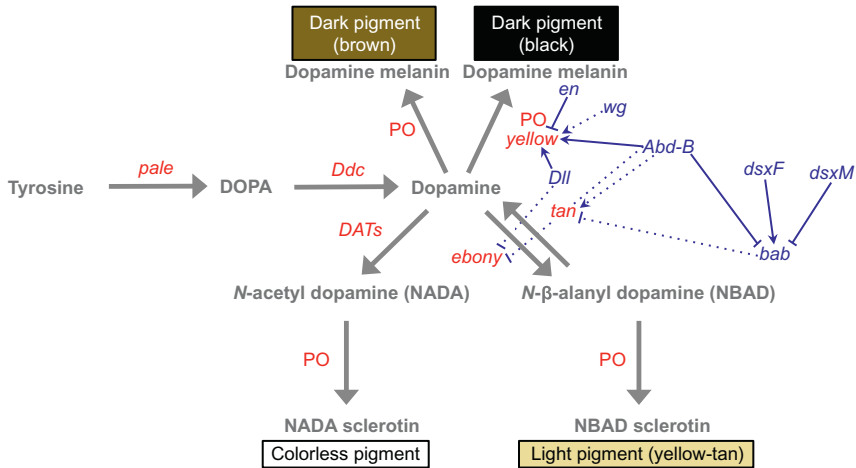 Dark pigment
(brown)
Dark pigment
(black)
Dopamine melanin
Dopamine melanin
en
wg
PO
PO
yellow
Abd-B
dsxF
dsxM
pale
Ddc
Dll
Tyrosine
DOPA
Dopamine
tan
DATs
ebony
bab
N-acetyl dopamine (NADA)
N-β-alanyl dopamine (NBAD)
PO
PO
NADA sclerotin
NBAD sclerotin
Colorless pigment
Light pigment (yellow-tan)